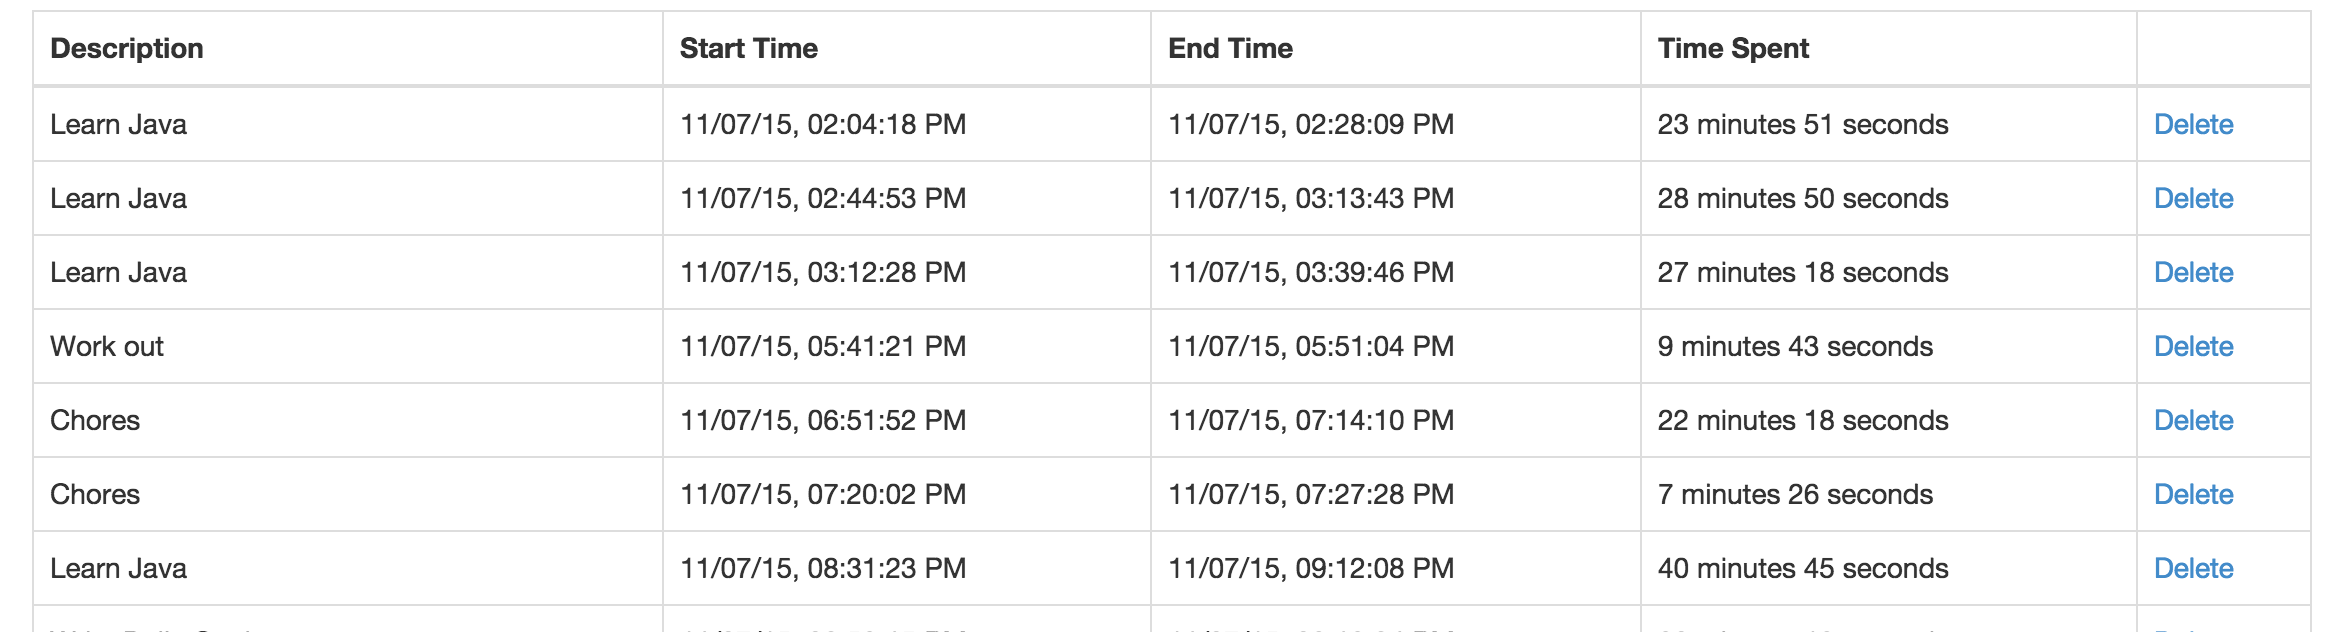 Description Start Time End Time Time Spent
Learn Java 11/07/15, 02:04:18 PM 11/07/15, 02:28:09 PM 23 minutes 51 seconds Delete
Learn Java 11/07/15, 02:44:53 PM 11/07/15, 03:13:43 PM 28 minutes 50 seconds Delete
Learn Java 11/07/15, 03:12:28 PM 11/07/15, 03:39:46 PM 27 minutes 18 seconds Delete
Work out 11/07/15, 05:41:21 PM 11/07/15, 05:51:04 PM 9 minutes 43 seconds Delete
Chores 11/07/15, 06:51:52 PM 11/07/15, 07:14:10 PM 22 minutes 18 seconds Delete
Chores 11/07/15, 07:20:02 PM 11/07/15, 07:27:28 PM 7 minutes 26 seconds Delete
Learn Java 11/07/15, 08:31:23 PM 11/07/15, 09:12:08 PM 40 minutes 45 seconds Delete